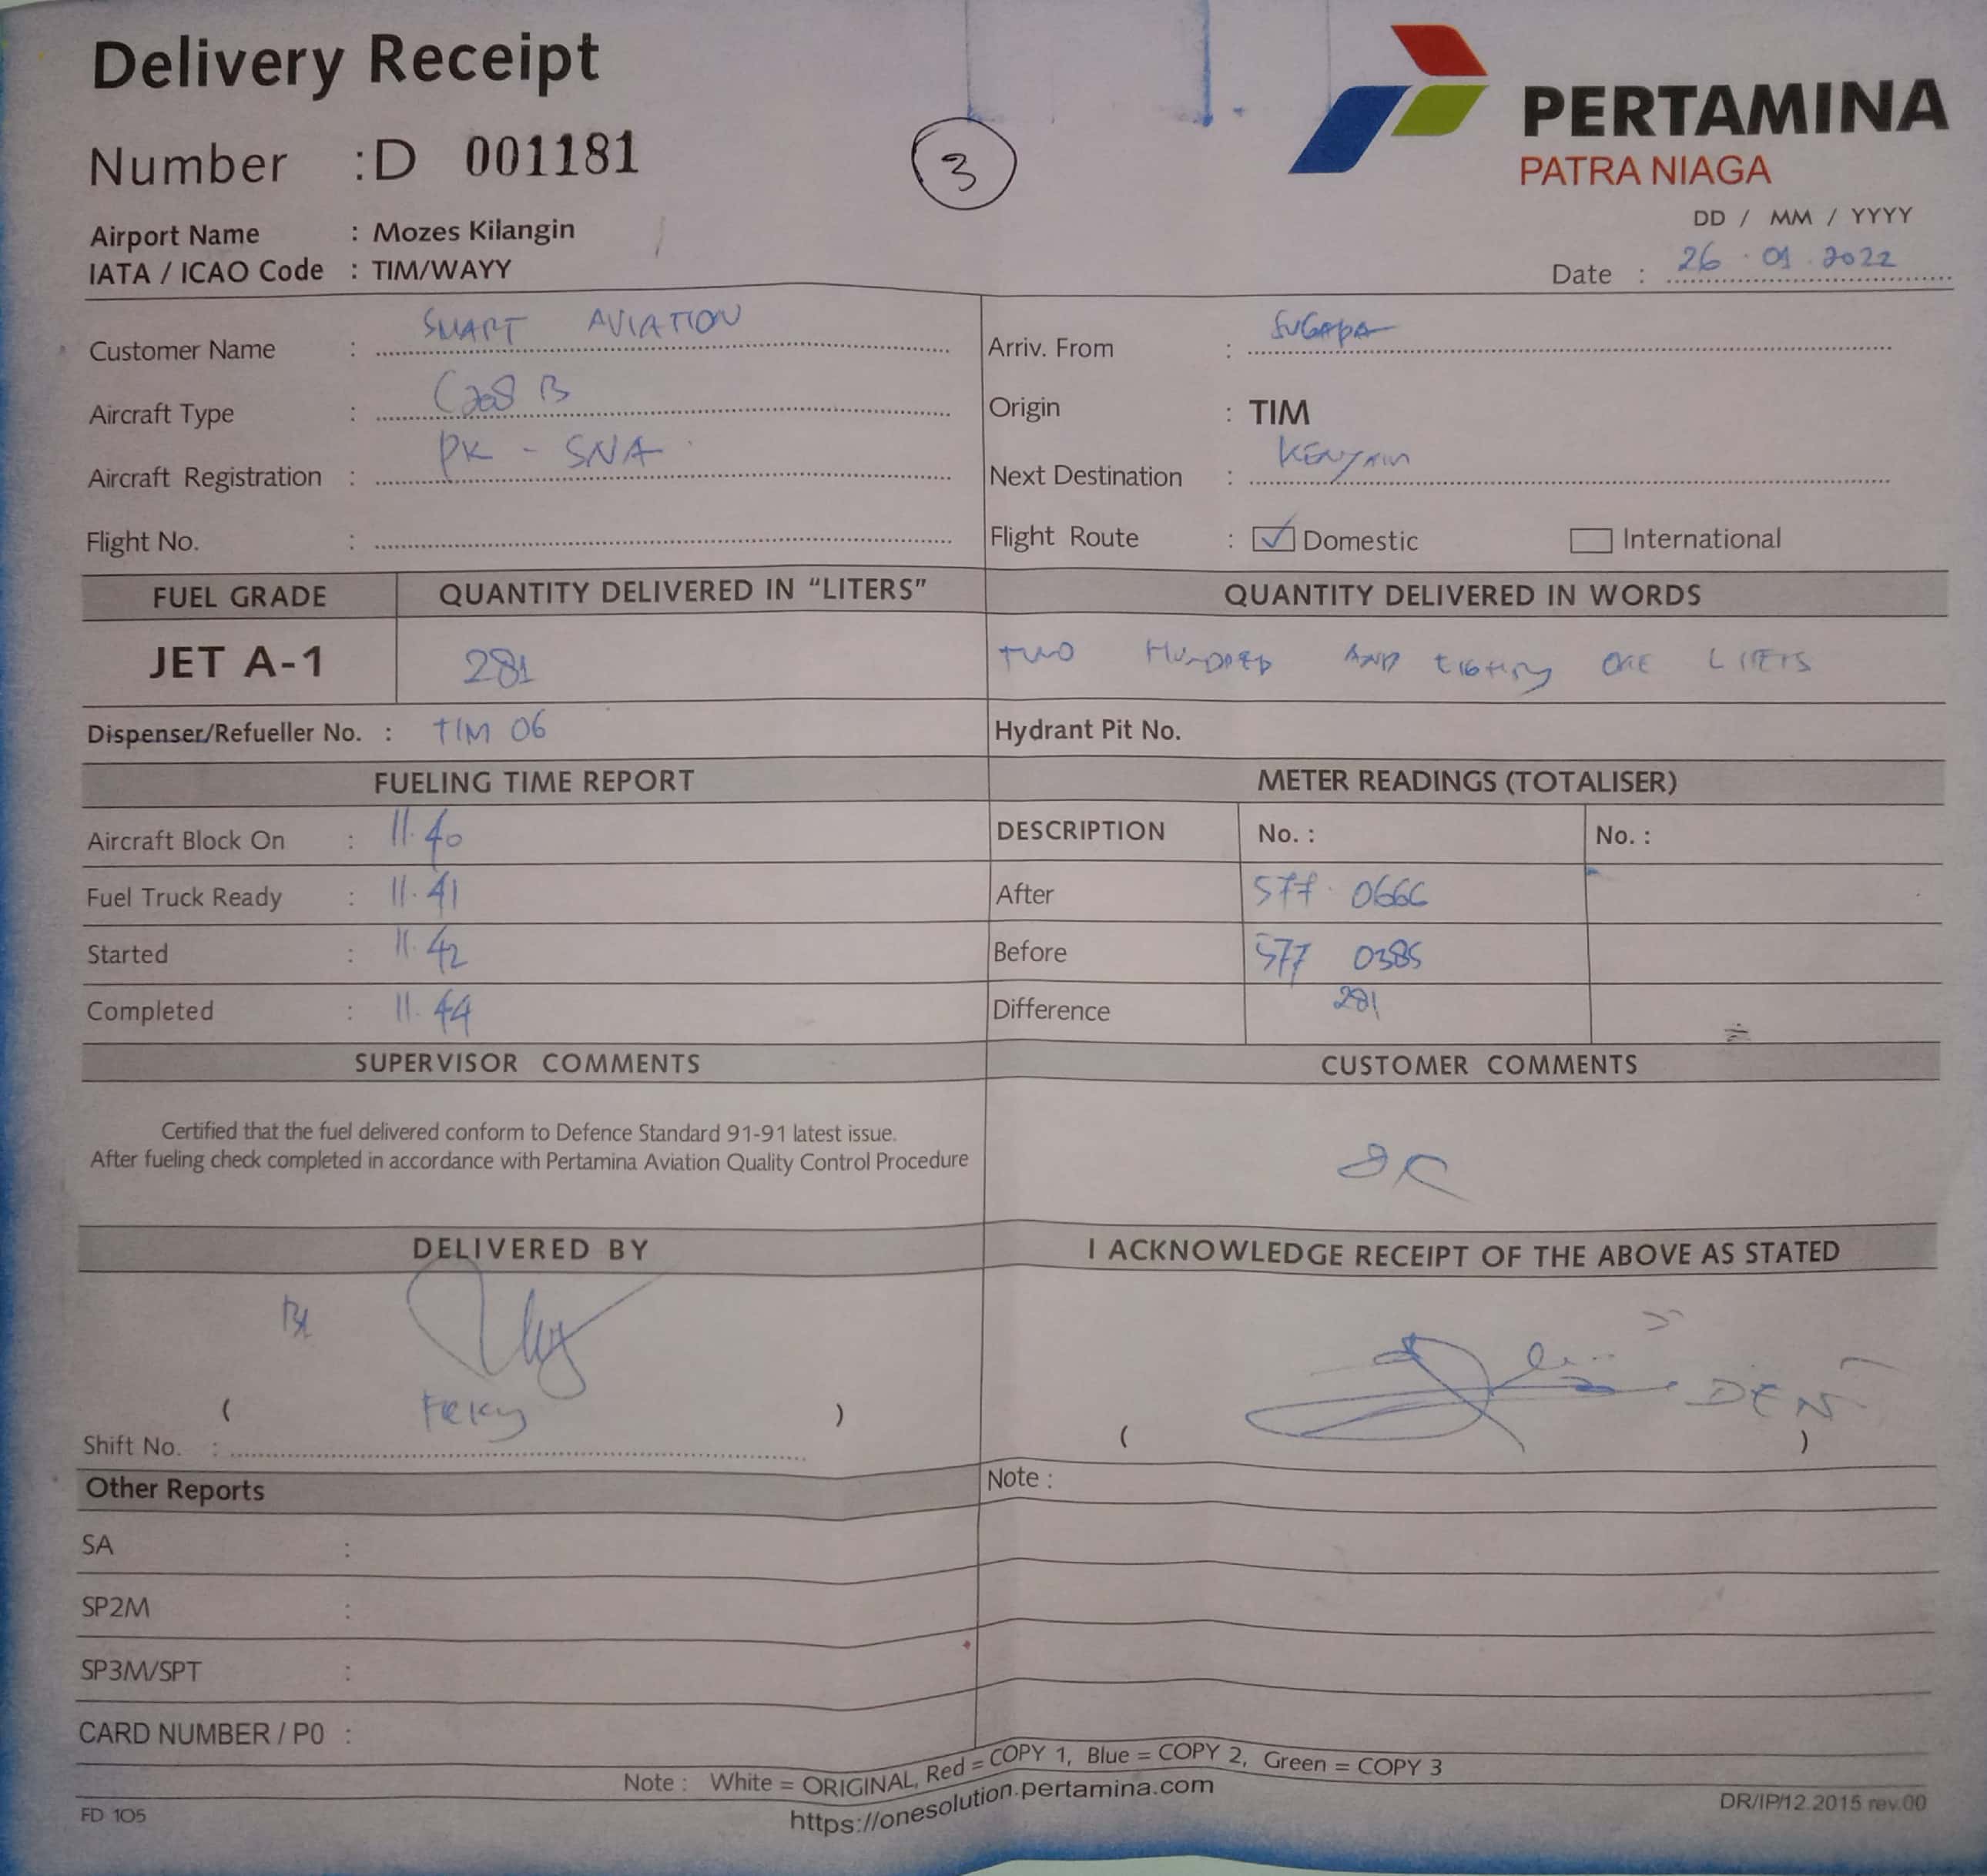 Delivery Receipt
PERTAMINA
PATRA NIAGA
Number :D 001181
3
Airport Name : Mozes Kilangin
IATA / ICAO Code : TIM/WAYY
DD / MM / YYYY
Date : 26 . 01 . 2022
Customer Name : SMART AVIATION
Arriv. From : SUGAPA
Aircraft Type : C208 B
Origin : TIM
Aircraft Registration : PK - SNA
Next Destination : KENYAM
Flight No. :
Flight Route : Domestic International
FUEL GRADE QUANTITY DELIVERED IN "LITERS" QUANTITY DELIVERED IN WORDS
JET A-1 281 TWO HUNDRED AND EIGHTY ONE LITERS
Dispenser/Refueller No. : TIM 06 Hydrant Pit No.
FUELING TIME REPORT METER READINGS (TOTALISER)
Aircraft Block On : 11.40 DESCRIPTION No. : No. :
Fuel Truck Ready : 11.41 After 577 0666
Started : 11.42 Before 577 0385
Completed : 11.44 Difference 281
SUPERVISOR COMMENTS CUSTOMER COMMENTS
Certified that the fuel delivered conform to Defence Standard 91-91 latest issue.
After fueling check completed in accordance with Pertamina Aviation Quality Control Procedure
OK
DELIVERED BY I ACKNOWLEDGE RECEIPT OF THE ABOVE AS STATED
( Feky )
( DENI )
Shift No. :
Other Reports Note :
SA :
SP2M :
SP3M/SPT :
CARD NUMBER / P0 :
Note : White = ORIGINAL, Red = COPY 1, Blue = COPY 2, Green = COPY 3
https://onesolution.pertamina.com
FD 105 DR/IP/12.2015 rev.00